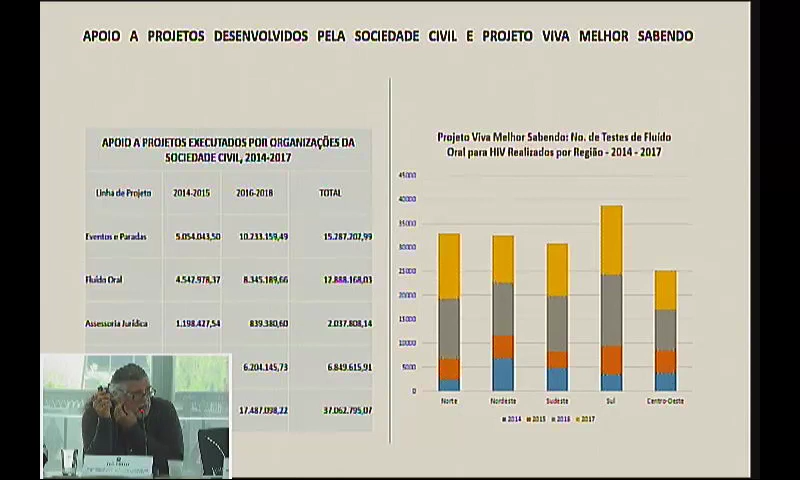 APOIO A PROJETOS DESENVOLVIDOS PELA SOCIEDADE CIVIL E PROJETO VIVA MELHOR SABENDO
APOIO A PROJETOS EXECUTADOS POR ORGANIZAÇÕES DA
SOCIEDADE CIVIL, 2014-2017
Linha de Projeto 2014-2015 2016-2018 TOTAL
Eventos e Paradas 5.054.043,50 10.233.159,49 15.287.202,99
Fluído Oral 4.542.978,37 8.345.189,66 12.888.168,03
Assessoria Jurídica 1.198.427,54 839.380,60 2.037.808,14
6.204.145,73 6.849.615,91
17.487.098,22 37.062.795,07
Projeto Viva Melhor Sabendo: No. de Testes de Fluído
Oral para HIV Realizados por Região - 2014 - 2017
45000
40000
35000
30000
25000
20000
15000
10000
5000
0
Norte Nordeste Sudeste Sul Centro-Oeste
2014 2015 2016 2017